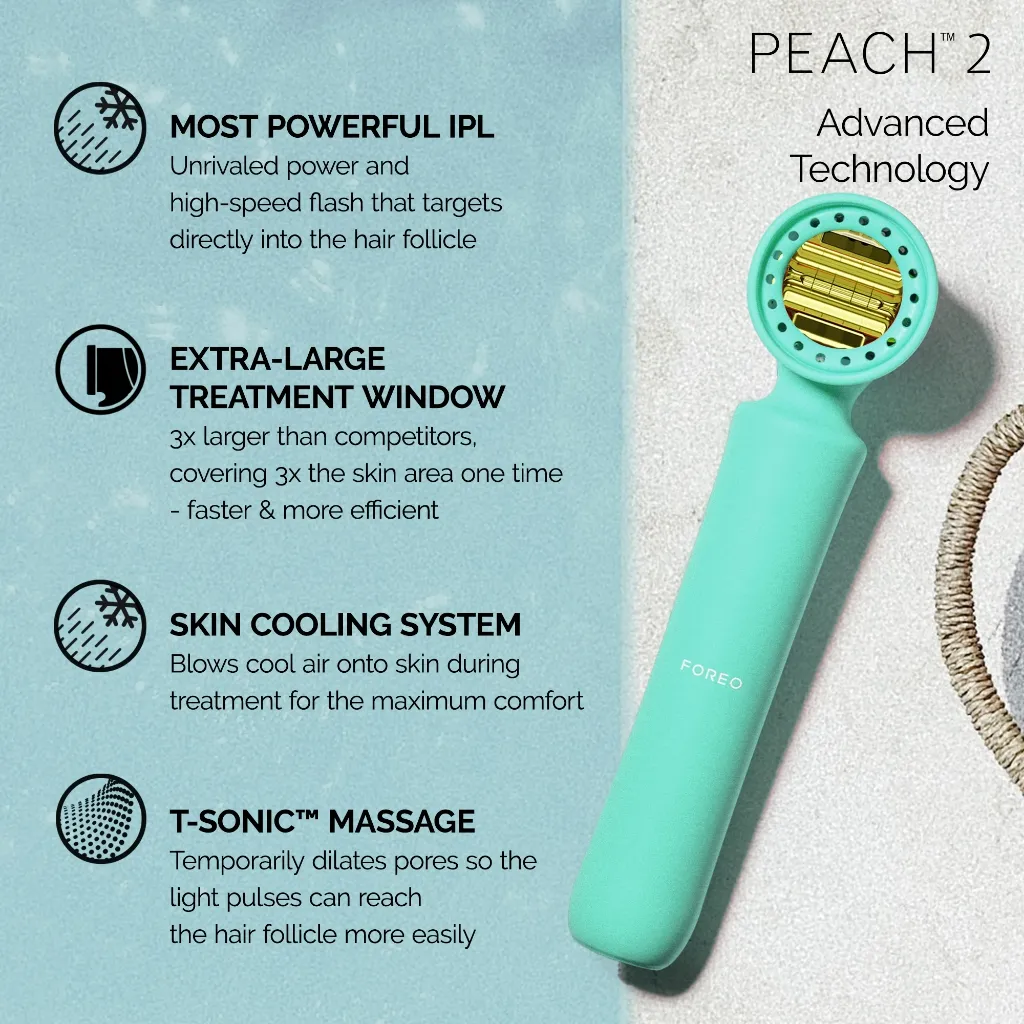 PEACH™ 2
Advanced
Technology
MOST POWERFUL IPL
Unrivaled power and
high-speed flash that targets
directly into the hair follicle
EXTRA-LARGE
TREATMENT WINDOW
3x larger than competitors,
covering 3x the skin area one time
- faster & more efficient
SKIN COOLING SYSTEM
Blows cool air onto skin during
treatment for the maximum comfort
T-SONIC™ MASSAGE
Temporarily dilates pores so the
light pulses can reach
the hair follicle more easily
FOREO